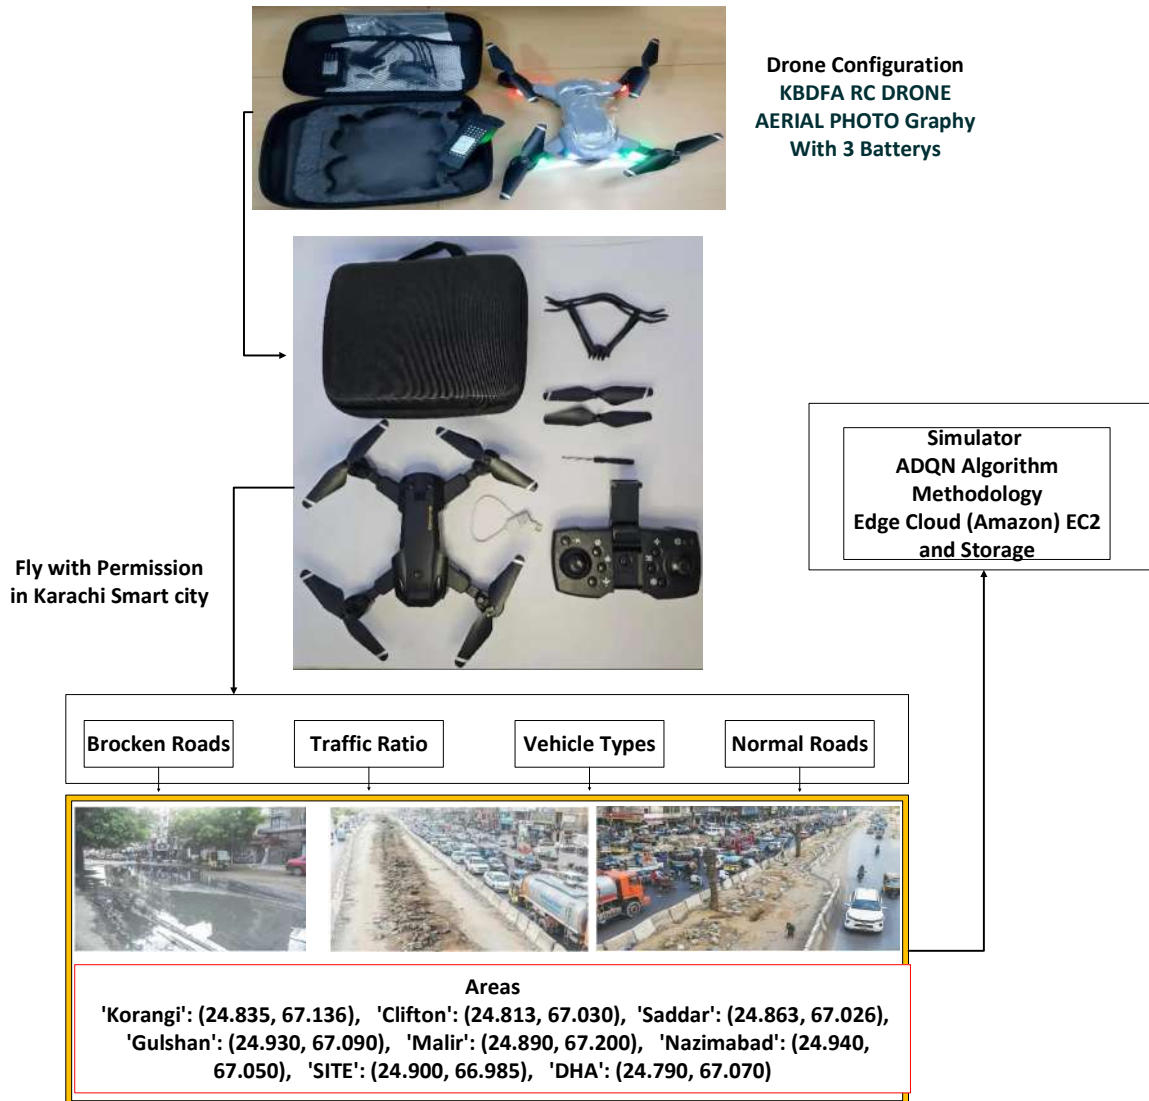 Drone Configuration
KBDFA RC DRONE
AERIAL PHOTO Graphy
With 3 Batterys
Simulator
ADQN Algorithm
Methodology
Edge Cloud (Amazon) EC2
and Storage
Fly with Permission
in Karachi Smart city
Brocken Roads
Traffic Ratio
Vehicle Types
Normal Roads
Areas
'Korangi': (24.835, 67.136), 'Clifton': (24.813, 67.030), 'Saddar': (24.863, 67.026),
'Gulshan': (24.930, 67.090), 'Malir': (24.890, 67.200), 'Nazimabad': (24.940,
67.050), 'SITE': (24.900, 66.985), 'DHA': (24.790, 67.070)